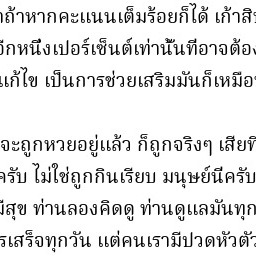 ถ้าหากคะแนนเต็มร้อยก็ได้ เก้าสิ
อีกหนึ่งเปอร์เซ็นต์เท่านั้นที่อาจต้อง
แก้ไข เป็นการช่วยเสริมมันก็เหมือ
จะถูกหวยอยู่แล้ว ก็ถูกจริงๆ เสียที
ครับ ไม่ใช่ถูกกินเรียบ มนุษย์นี่ครับ
มีสุข ท่านลองคิดดู ท่านดูแลมันทุก
รเสร็จทุกวัน แต่คนเรามีปวดหัวตัว